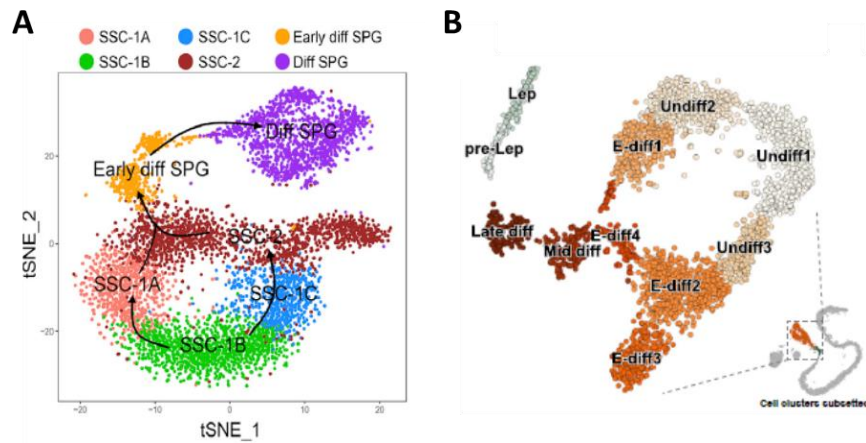 A
SSC-1A SSC-1C Early diff SPG
SSC-1B SSC-2 Diff SPG
Diff SPG
Early diff SPG
SSC-2
SSC-1A
SSC-1C
SSC-1B
20
0
−20
tSNE_2
−20 −10 0 10 20
tSNE_1
B
Lep
Undiff2
E-diff1
pre-Lep
Undiff1
Late diff
E-diff4
Mid diff
Undiff3
E-diff2
E-diff3
Cell clusters subsetted